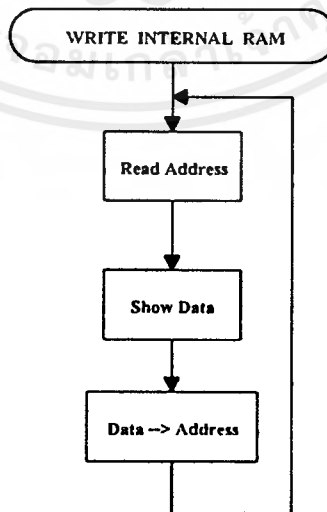 WRITE INTERNAL RAM
Read Address
Show Data
Data --> Address